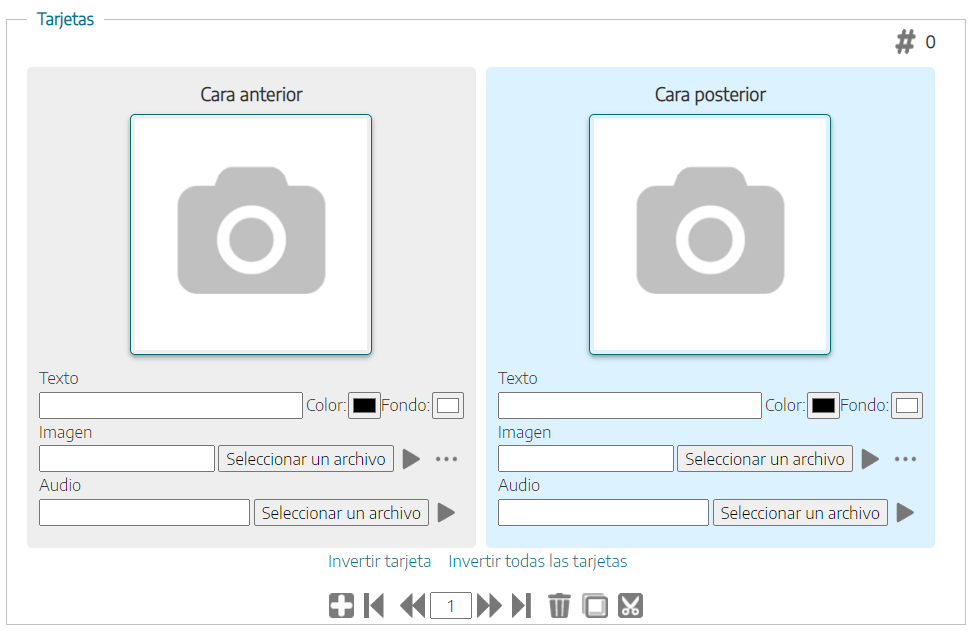 Tarjetas
# 0
Cara anterior
Cara posterior
Texto
Color: Fondo:
Imagen
Seleccionar un archivo
Audio
Seleccionar un archivo
Texto
Color: Fondo:
Imagen
Seleccionar un archivo
Audio
Seleccionar un archivo
Invertir tarjeta Invertir todas las tarjetas
1